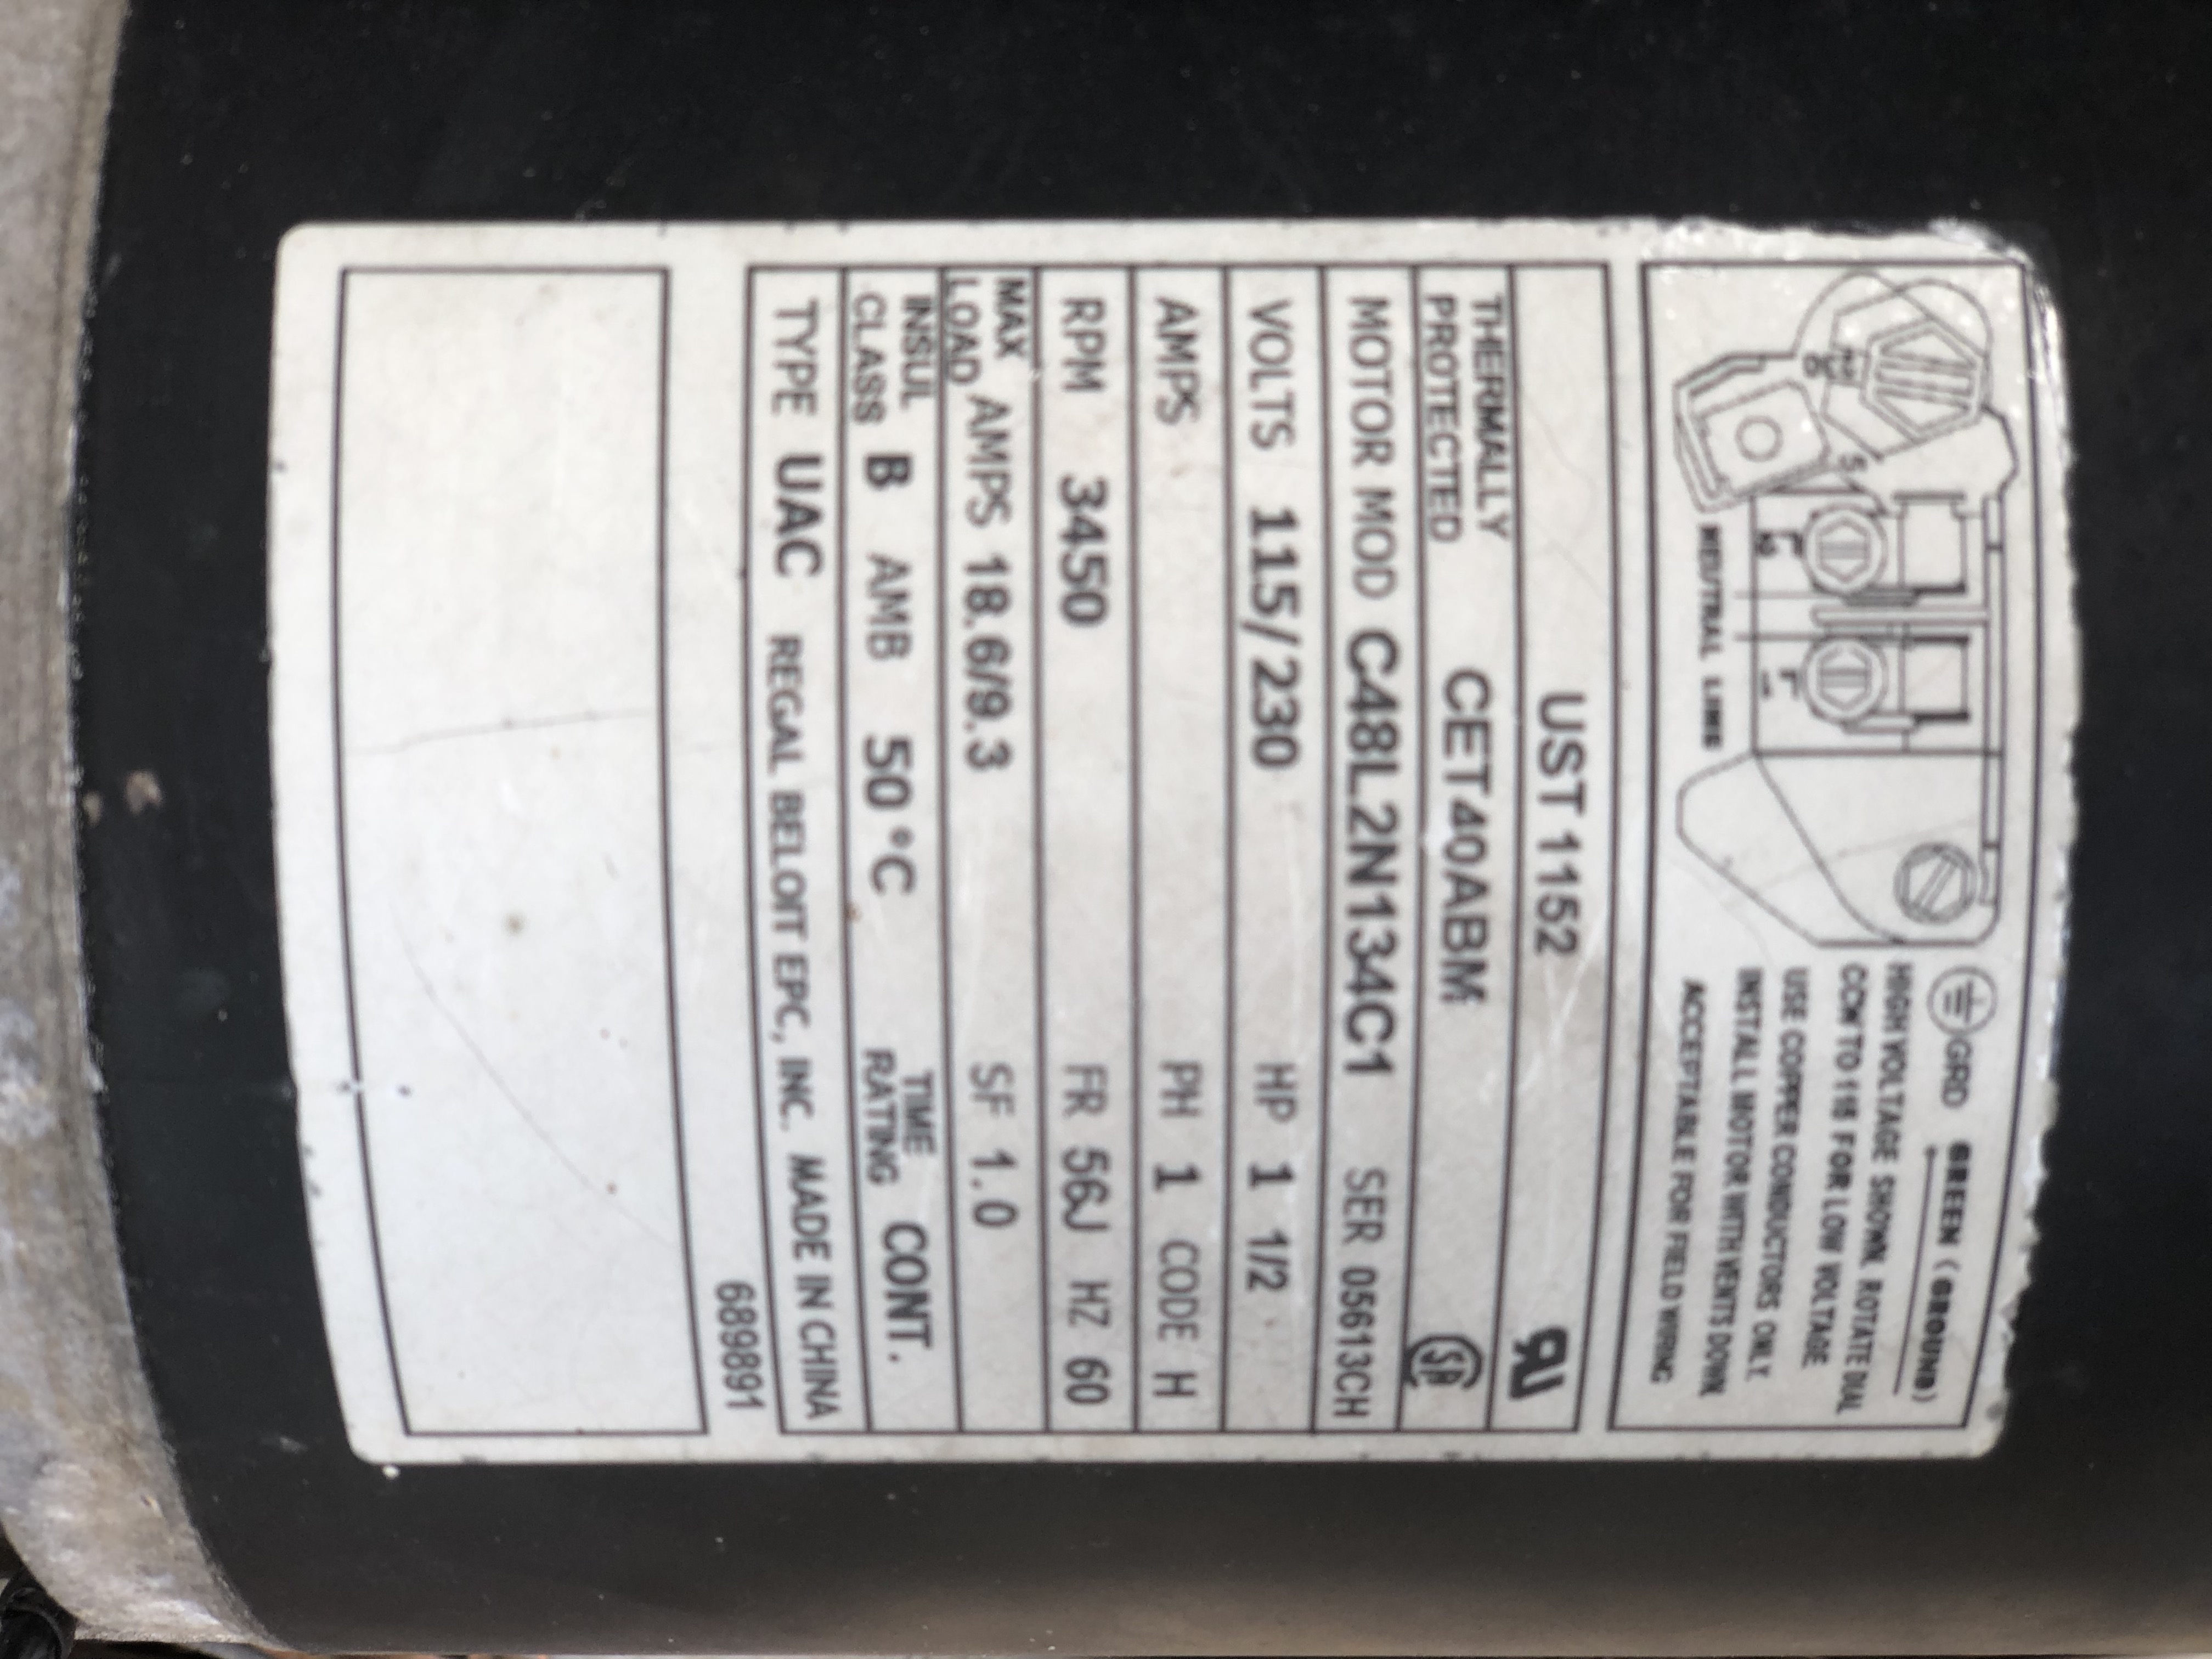 GRD GREEN (GROUND)
HIGH VOLTAGE SHOWN. ROTATE DIAL
CCW TO 115 FOR LOW VOLTAGE.
USE COPPER CONDUCTORS ONLY.
INSTALL MOTOR WITH VENTS DOWN.
ACCEPTABLE FOR FIELD WIRING
L2 L1
NEUTRAL LINE
UST 1152
THERMALLY PROTECTED CET40ABM
MOTOR MOD C48L2N134C1 SER 05613CH
VOLTS 115/230 HP 1 1/2
AMPS PH 1 CODE H
RPM 3450 FR 56J HZ 60
MAX LOAD AMPS 18.6/9.3 SF 1.0
INSUL CLASS B AMB 50°C TIME RATING CONT.
TYPE UAC REGAL BELOIT EPC, INC. MADE IN CHINA
6898891